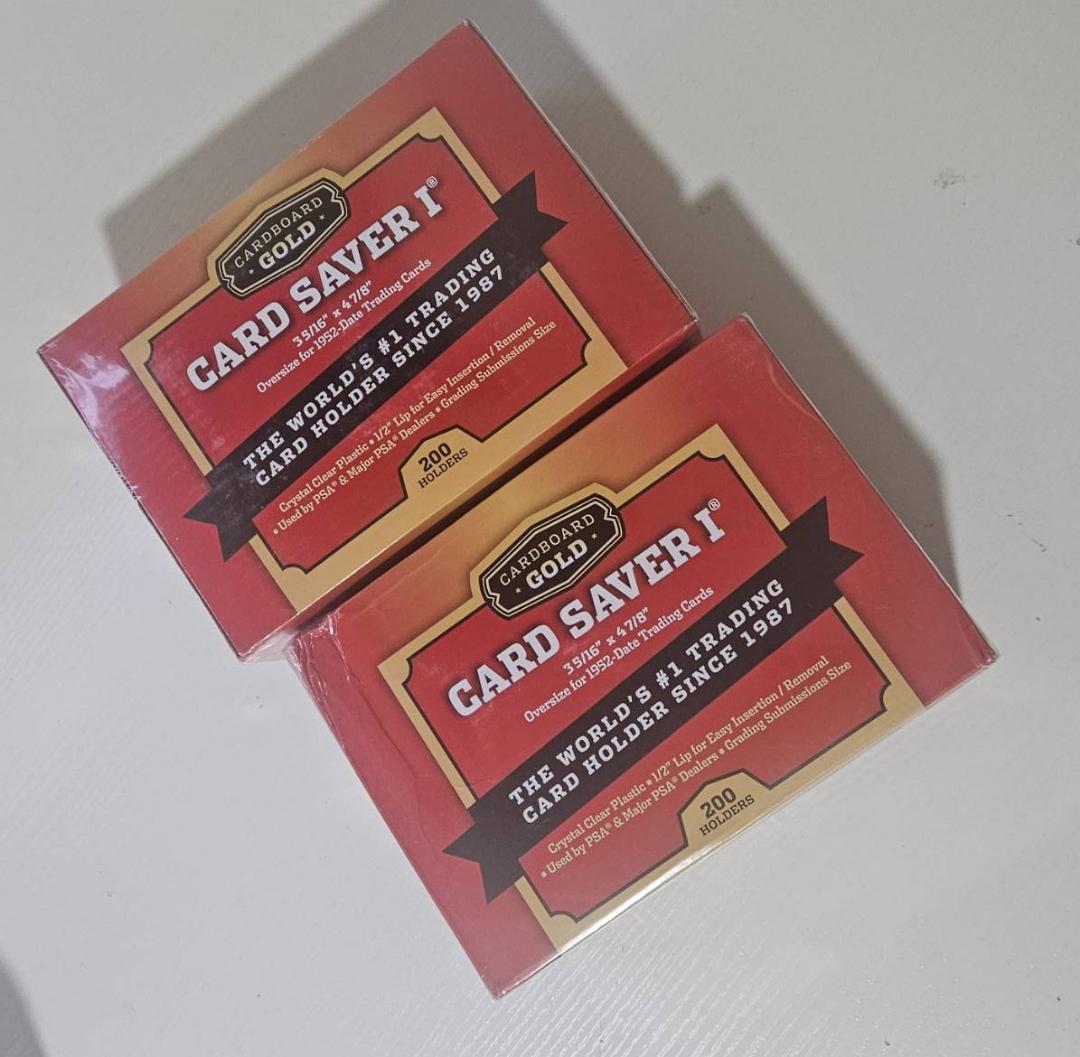 CARDBOARD
GOLD
CARD SAVER I®
3 5/16" x 4 7/8"
Oversize for 1952-Date Trading Cards
THE WORLD'S #1 TRADING
CARD HOLDER SINCE 1987
Crystal Clear Plastic • 1/2" Lip for Easy Insertion / Removal
• Used by PSA® & Major PSA® Dealers • Grading Submissions Size
200
HOLDERS
CARDBOARD
GOLD
CARD SAVER I®
3 5/16" x 4 7/8"
Oversize for 1952-Date Trading Cards
THE WORLD'S #1 TRADING
CARD HOLDER SINCE 1987
Crystal Clear Plastic • 1/2" Lip for Easy Insertion / Removal
• Used by PSA® & Major PSA® Dealers • Grading Submissions Size
200
HOLDERS